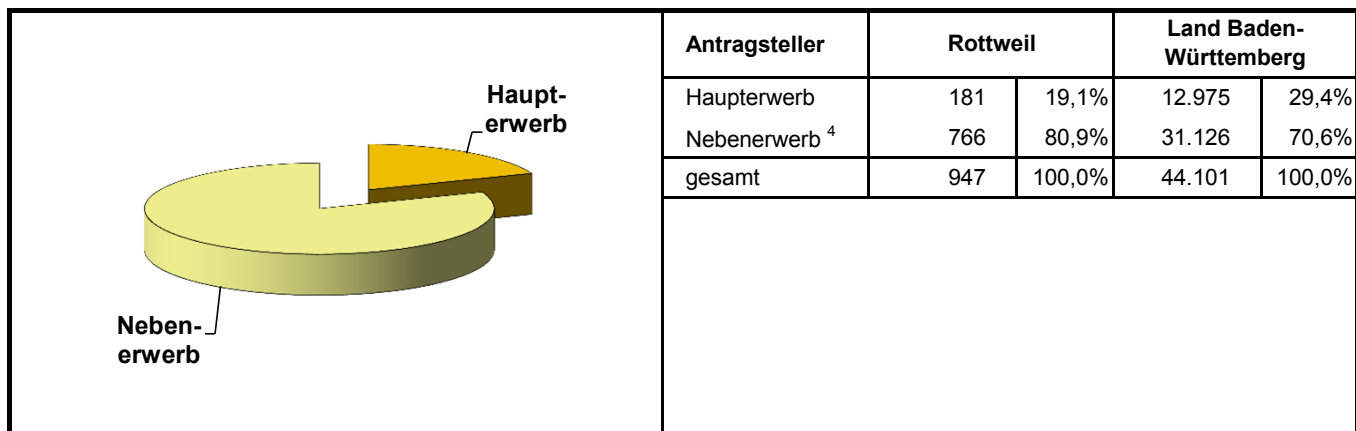 Haupt-
erwerb
Neben-
erwerb
Antragsteller Rottweil Land Baden-
Württemberg
Haupterwerb 181 19,1% 12.975 29,4%
Nebenerwerb 4 766 80,9% 31.126 70,6%
gesamt 947 100,0% 44.101 100,0%